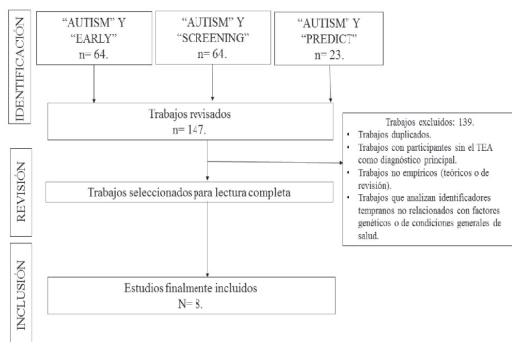 IDENTIFICACIÓN
“AUTISM” Y
“EARLY”
n= 64.
“AUTISM” Y
“SCREENING”
n= 64.
“AUTISM” Y
“PREDICT”
n= 23.
Trabajos revisados
n= 147.
Trabajos excluidos: 139.
• Trabajos duplicados.
• Trabajos con participantes sin el TEA
como diagnóstico principal.
• Trabajos no empíricos (teóricos o de
revisión).
• Trabajos que analizan identificadores
tempranos no relacionados con factores
genéticos o de condiciones generales de
salud.
REVISIÓN
Trabajos seleccionados para lectura completa
INCLUSIÓN
Estudios finalmente incluidos
N= 8.